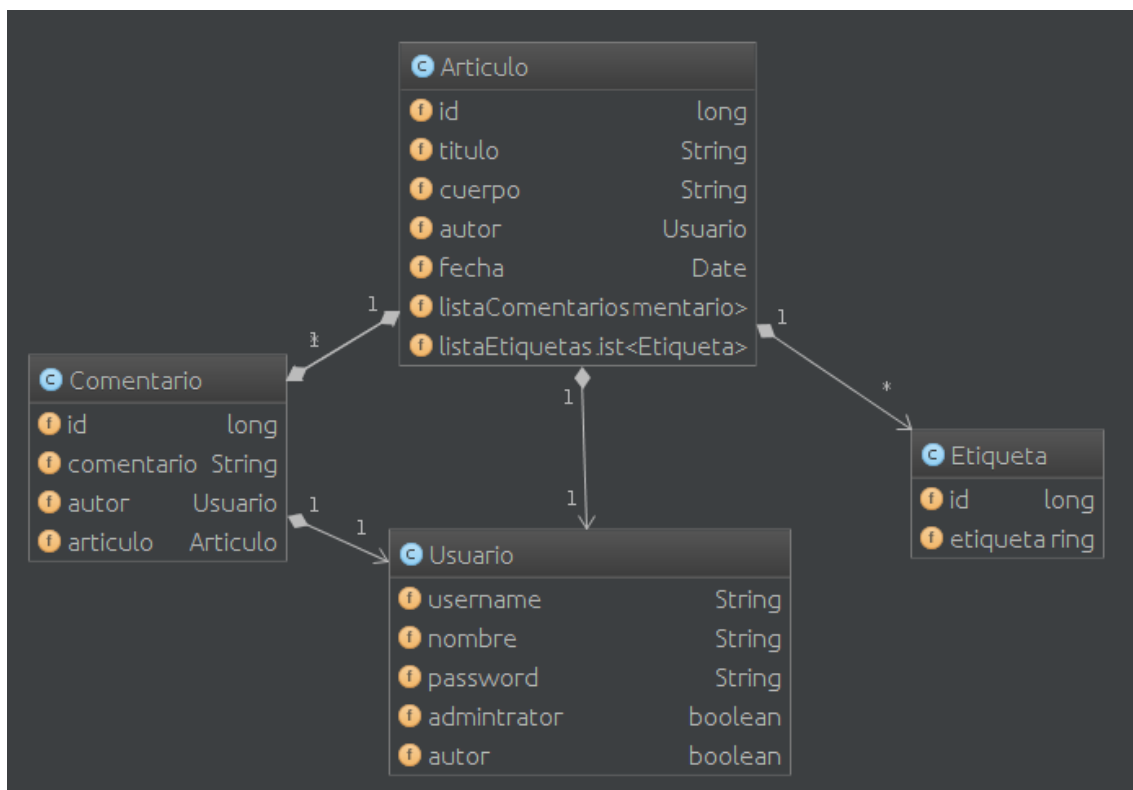 Articulo
id long
titulo String
cuerpo String
autor Usuario
fecha Date
listaComentariosmentario>
listaEtiquetas.ist<Etiqueta>
1
1
*
1
1
1
*
Comentario
id long
comentario String
autor Usuario
articulo Articulo
1
1
Etiqueta
id long
etiqueta ring
Usuario
username String
nombre String
password String
admintrator boolean
autor boolean